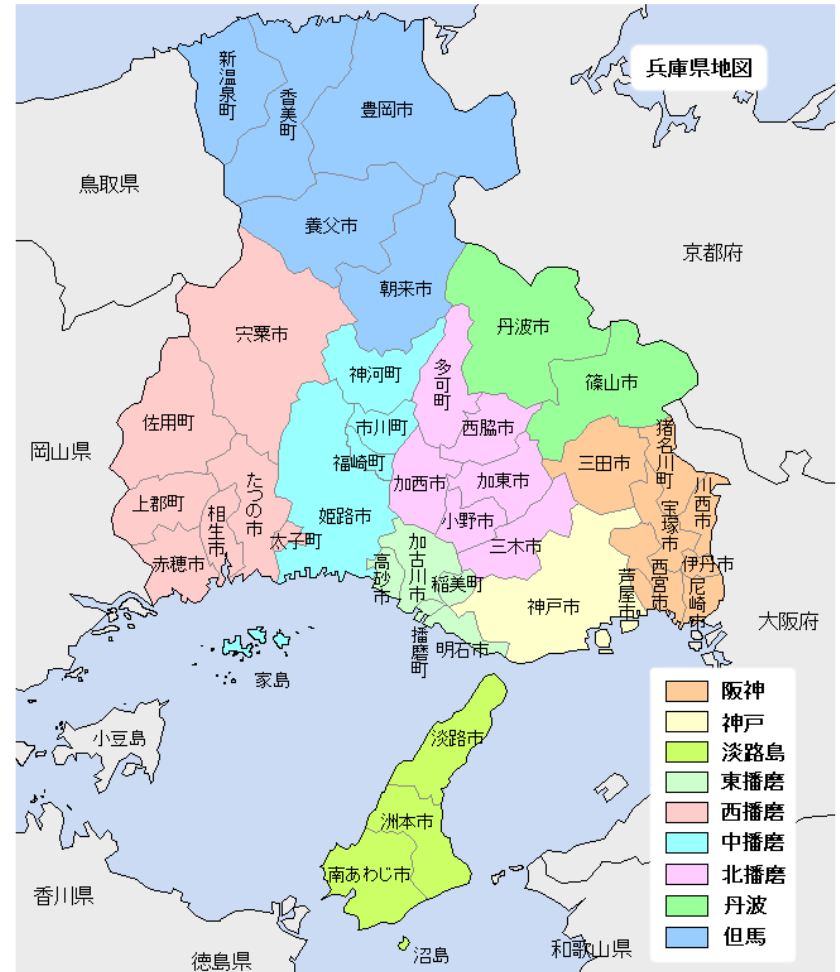 兵庫県地図
新温泉町
香美町
豊岡市
鳥取県
養父市
京都府
朝来市
宍粟市
丹波市
神河町
多可町
篠山市
佐用町
市川町
西脇市
猪名川町
岡山県
福崎町
三田市
たつの市
加西市
加東市
川西市
上郡町
相生市
姫路市
小野市
宝塚市
太子町
三木市
赤穂市
高砂市
加古川市
稲美町
神戸市
芦屋市
西宮市
伊丹市
尼崎市
大阪府
播磨町
明石市
家島
小豆島
淡路市
洲本市
南あわじ市
香川県
徳島県
沼島
和歌山県
阪神
神戸
淡路島
東播磨
西播磨
中播磨
北播磨
丹波
但馬